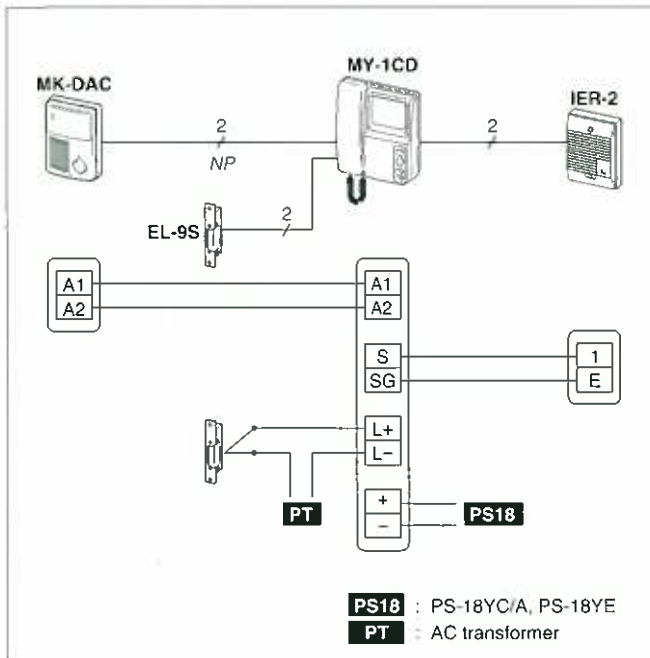 MY-1CD
MK-DAC
IER-2
2
2
NP
EL-9S
2
A1
A2
A1
A2
S
SG
1
E
L+
L−
PT
+
−
PS18
PS18 : PS-18YC/A, PS-18YE
PT : AC transformer